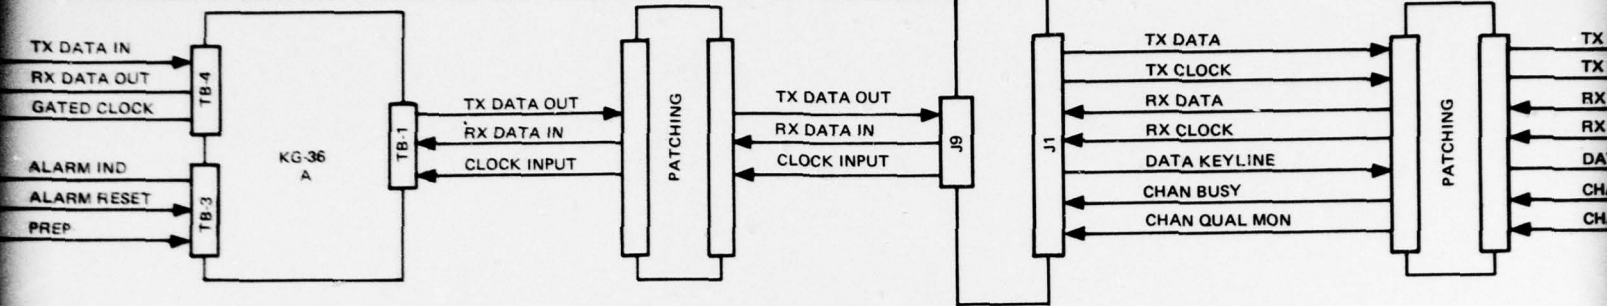 TX DATA IN
RX DATA OUT
GATED CLOCK
ALARM IND
ALARM RESET
PREP
TB-4
TB-3
KG-36
A
TB-1
TX DATA OUT
RX DATA IN
CLOCK INPUT
PATCHING
TX DATA OUT
RX DATA IN
CLOCK INPUT
J9
J1
TX DATA
TX CLOCK
RX DATA
RX CLOCK
DATA KEYLINE
CHAN BUSY
CHAN QUAL MON
PATCHING
TX
TX
RX
RX
DA
CH
CH